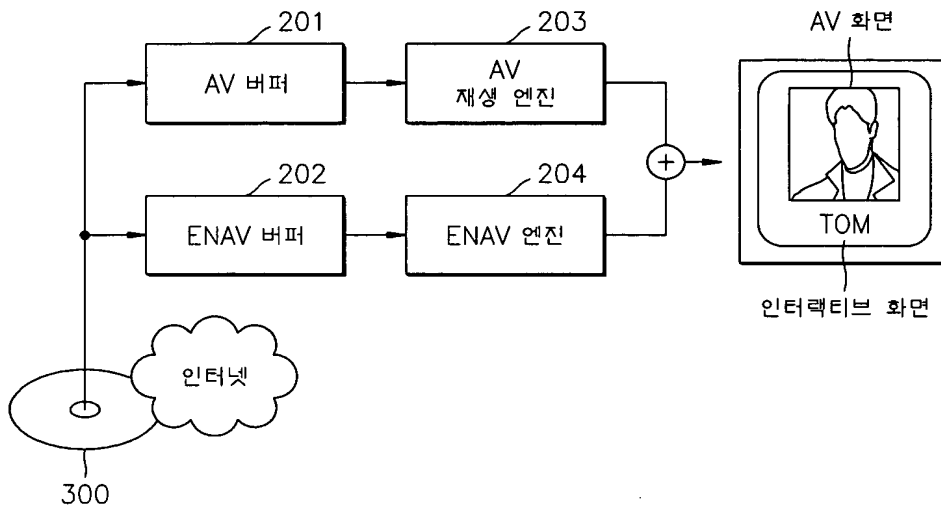 201
203
AV 화면
AV 버퍼
AV
재생 엔진
202
204
ENAV 버퍼
ENAV 엔진
TOM
인터랙티브 화면
인터넷
300